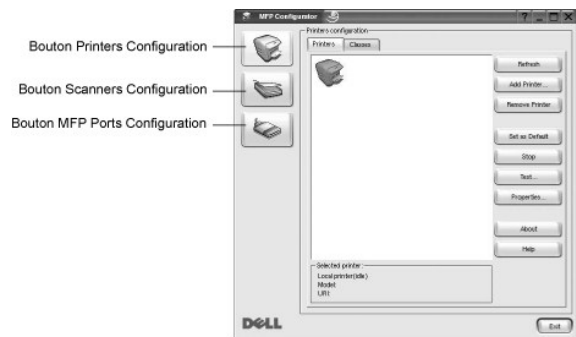 MFP Configurator
Bouton Printers Configuration
Bouton Scanners Configuration
Bouton MFP Ports Configuration
Printers configuration
Printers
Classes
Refresh
Add Printer...
Remove Printer
Set as Default
Stop
Test...
Properties...
About
Help
Selected printer:
Local printer(idle)
Model:
URI:
DELL
Exit